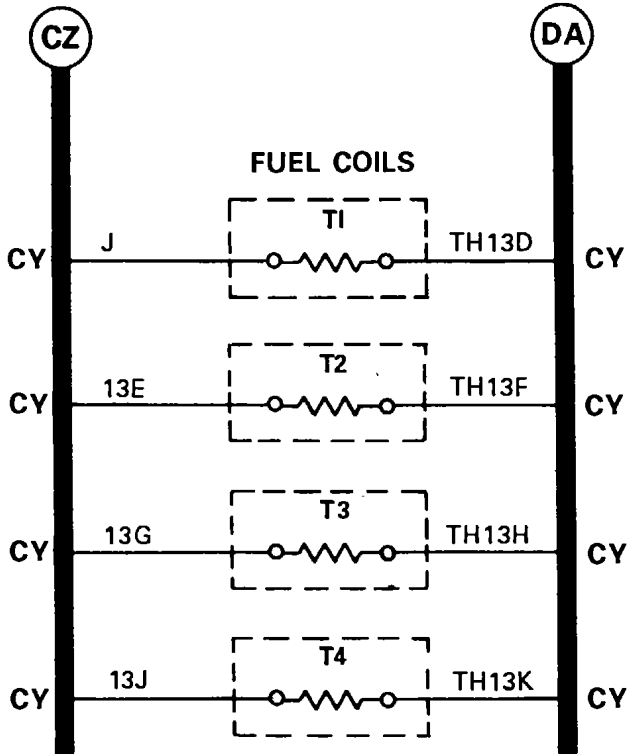 CZ DA
FUEL COILS
T1
CY J TH13D CY
T2
CY 13E TH13F CY
T3
CY 13G TH13H CY
T4
CY 13J TH13K CY